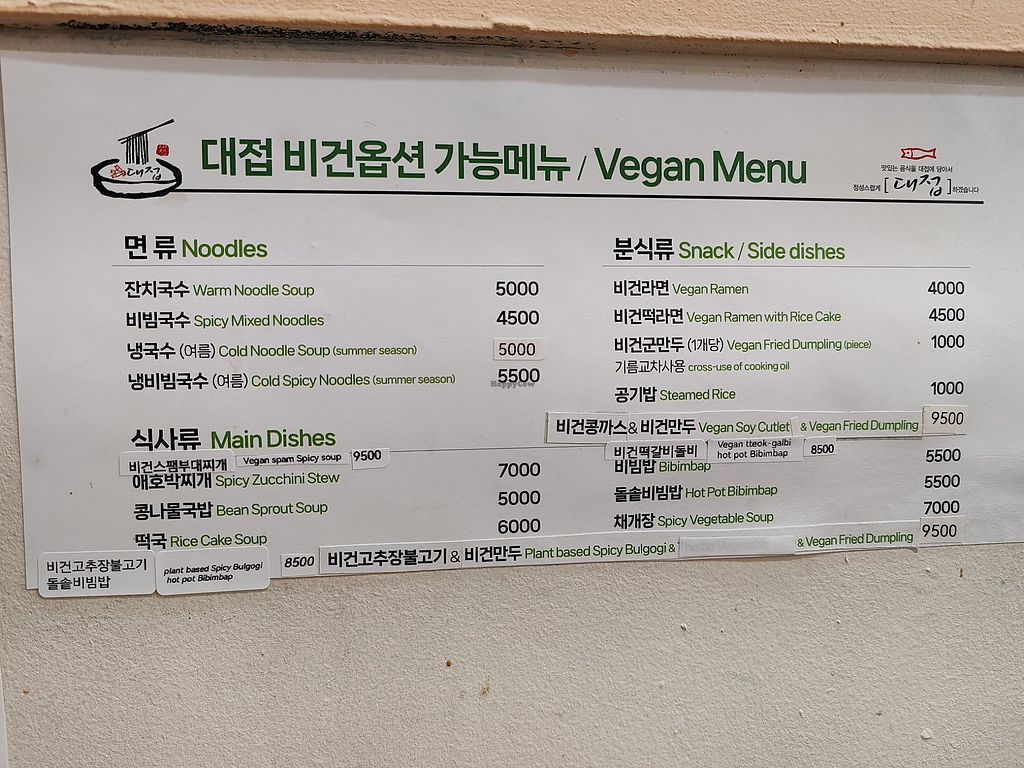 대접
대접 비건옵션 가능메뉴 / Vegan Menu
맛있는 음식을 대접에 담아서
정성스럽게 [대접]하겠습니다
면 류 Noodles
잔치국수 Warm Noodle Soup 5000
비빔국수 Spicy Mixed Noodles 4500
냉국수 (여름) Cold Noodle Soup (summer season) 5000
냉비빔국수 (여름) Cold Spicy Noodles (summer season) 5500
HappyCow
분식류 Snack / Side dishes
비건라면 Vegan Ramen 4000
비건떡라면 Vegan Ramen with Rice Cake 4500
비건군만두 (1개당) Vegan Fried Dumpling (piece) 1000
기름교차사용 cross-use of cooking oil
공기밥 Steamed Rice 1000
비건콩까스& 비건만두 Vegan Soy Cutlet & Vegan Fried Dumpling 9500
식사류 Main Dishes
비건스팸부대찌개 Vegan spam Spicy soup 9500
애호박찌개 Spicy Zucchini Stew 7000
콩나물국밥 Bean Sprout Soup 5000
떡국 Rice Cake Soup 6000
비건떡갈비돌비 Vegan tteok-galbi hot pot Bibimbap 8500
비빔밥 Bibimbap 5500
돌솥비빔밥 Hot Pot Bibimbap 5500
채개장 Spicy Vegetable Soup 7000
비건고추장불고기
돌솥비빔밥
plant based Spicy Bulgogi
hot pot Bibimbap
8500
비건고추장불고기 & 비건만두 Plant based Spicy Bulgogi & & Vegan Fried Dumpling 9500